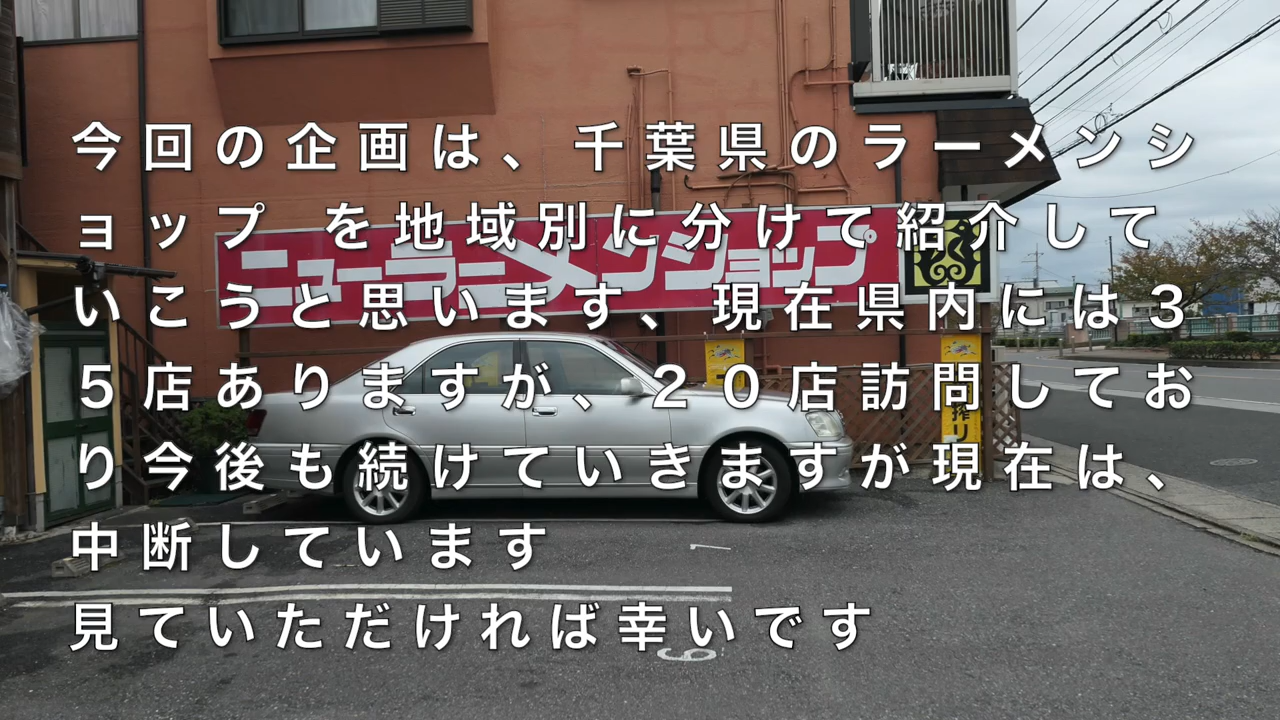 今回の企画は、千葉県のラーメンシ
ョップ を地域別に分けて紹介して
いこうと思います、現在県内には３
５店ありますが、２０店訪問してお
り今後も続けていきますが現在は、
中断しています
見ていただければ幸いです
ニューラーメンショップ
搾り
1
6